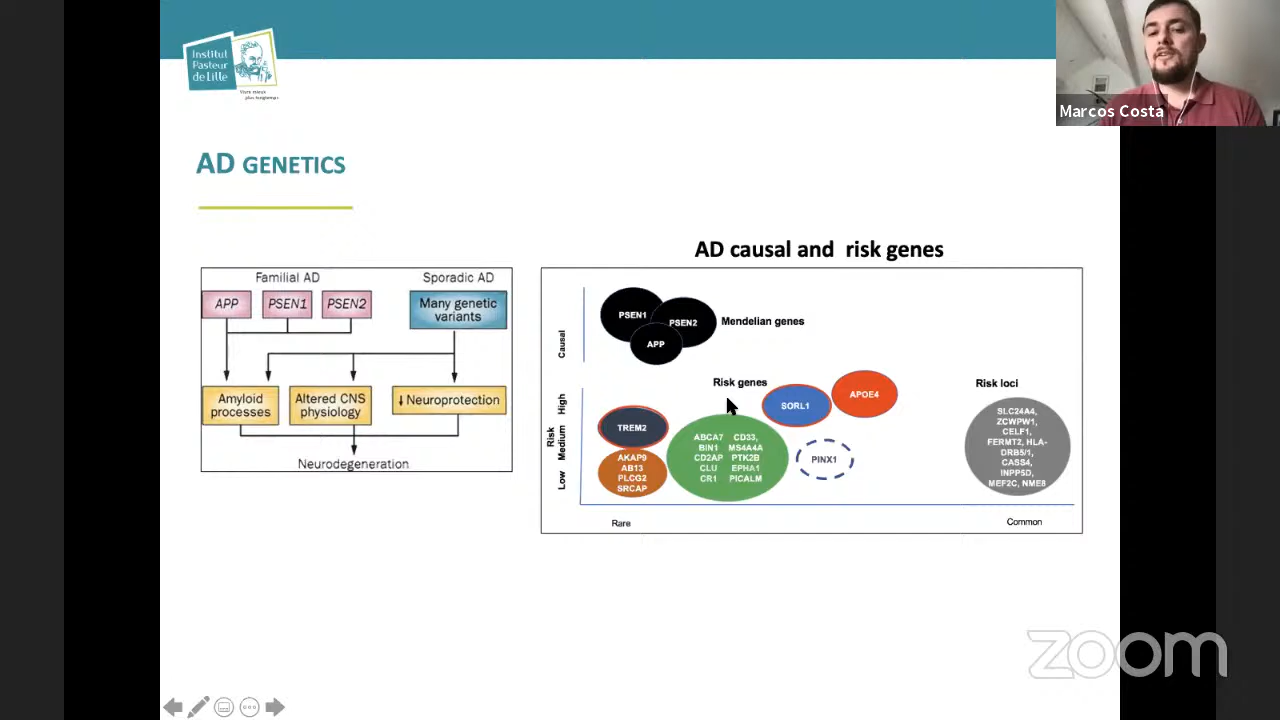 Institut
Pasteur
de Lille
Marcos Costa
AD GENETICS
AD causal and risk genes
Familial AD
Sporadic AD
APP
PSEN1
PSEN2
Many genetic
variants
Amyloid
processes
Altered CNS
physiology
↓ Neuroprotection
Neurodegeneration
Causal
PSEN1
PSEN2
APP
Mendelian genes
Risk
High
Medium
Low
Risk genes
Risk loci
TREM2
AKAP9
AB13
PLCG2
SRCAP
ABCA7 CD33,
BIN1 MS4A4A
CD2AP PTK2B
CLU EPHA1
CR1 PICALM
SORL1
APOE4
PINX1
SLC24A4,
ZCWPW1,
CELF1,
FERMT2, HLA-
DRB5/1,
CASS4,
INPP5D,
MEF2C, NME8
Rare
Common
zoom